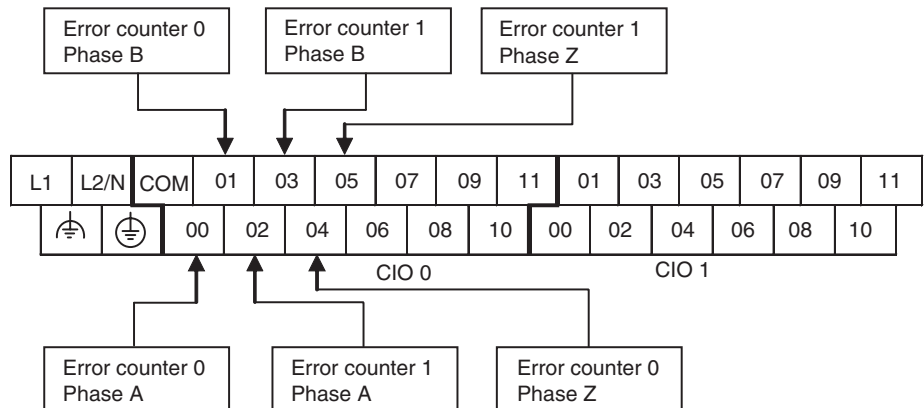 Error counter 0
Phase B
Error counter 1
Phase B
Error counter 1
Phase Z
L1 L2/N COM 01 03 05 07 09 11 01 03 05 07 09 11
00 02 04 06 08 10 00 02 04 06 08 10
CIO 0 CIO 1
Error counter 0
Phase A
Error counter 1
Phase A
Error counter 0
Phase Z